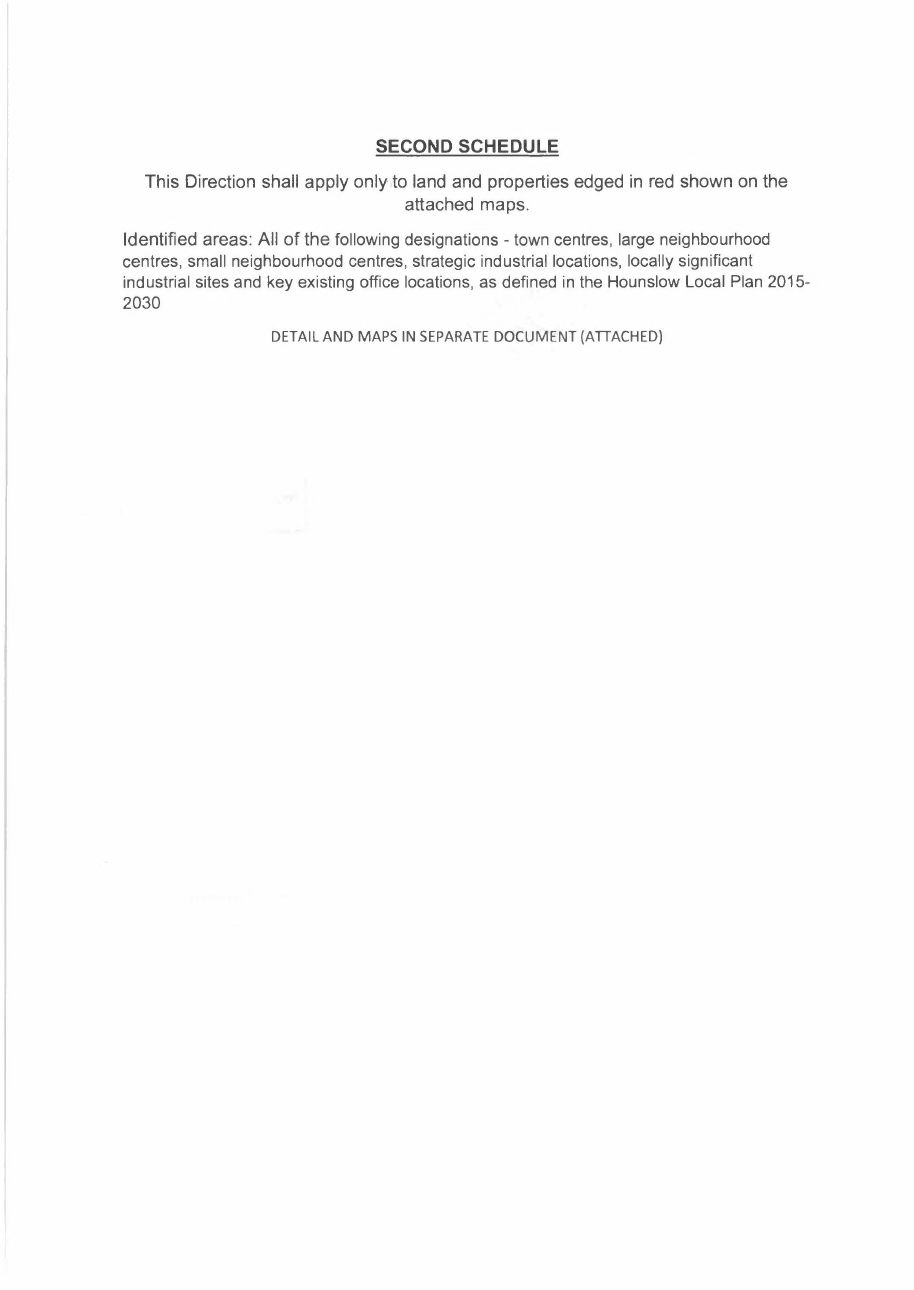 SECOND SCHEDULE
This Direction shall apply only to land and properties edged in red shown on the
attached maps.
Identified areas: All of the following designations - town centres, large neighbourhood
centres, small neighbourhood centres, strategic industrial locations, locally significant
industrial sites and key existing office locations, as defined in the Hounslow Local Plan 2015-
2030
DETAIL AND MAPS IN SEPARATE DOCUMENT (ATTACHED)